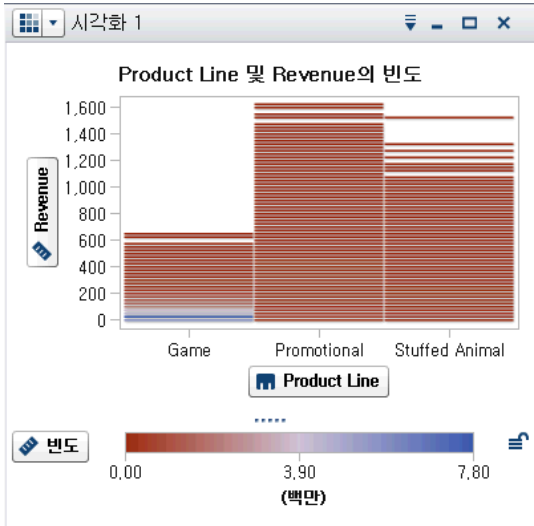 시각화 1
Product Line 및 Revenue의 빈도
1,600
1,400
1,200
1,000
800
600
400
200
0
Revenue
Game Promotional Stuffed Animal
Product Line
빈도
0,00 3,90 7,80
(백만)